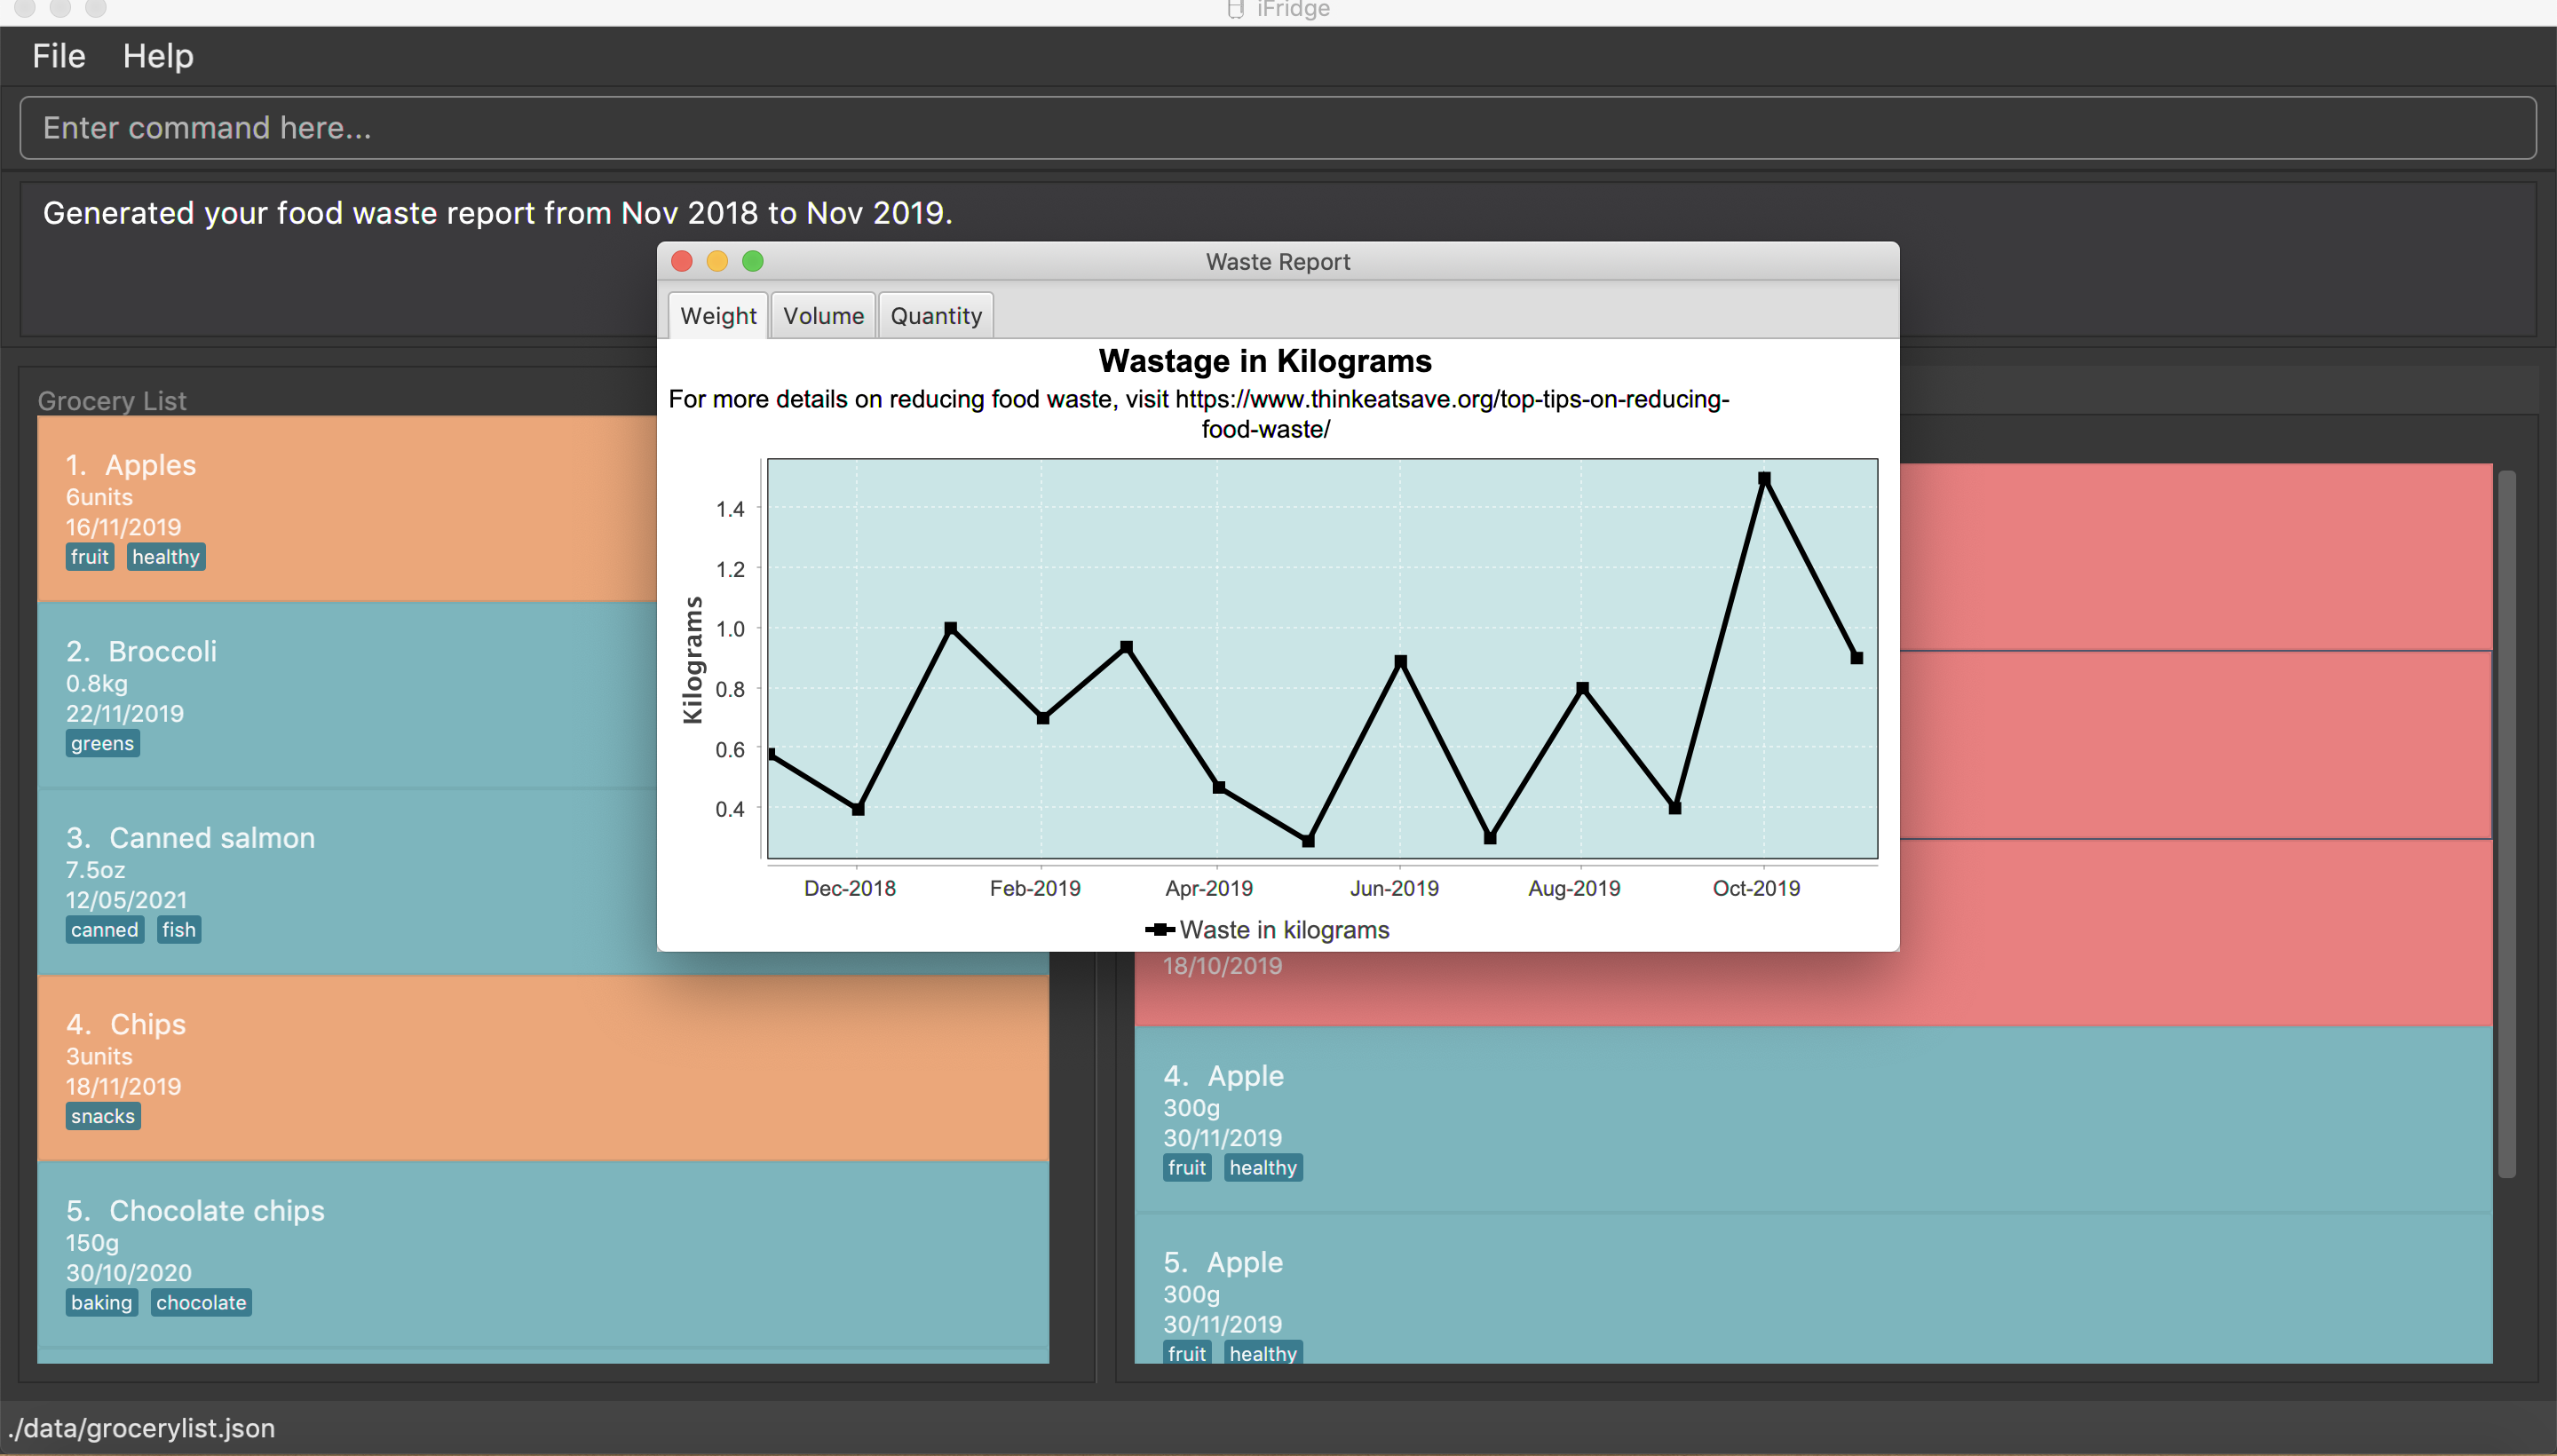 iFridge
File Help
Enter command here...
Generated your food waste report from Nov 2018 to Nov 2019.
Waste Report
Weight Volume Quantity
Wastage in Kilograms
For more details on reducing food waste, visit https://www.thinkeatsave.org/top-tips-on-reducing-
food-waste/
Kilograms
1.4
1.2
1.0
0.8
0.6
0.4
Dec-2018 Feb-2019 Apr-2019 Jun-2019 Aug-2019 Oct-2019
Waste in kilograms
Grocery List
1. Apples
6units
16/11/2019
fruit healthy
2. Broccoli
0.8kg
22/11/2019
greens
3. Canned salmon
7.5oz
12/05/2021
canned fish
4. Chips
3units
18/11/2019
snacks
5. Chocolate chips
150g
30/10/2020
baking chocolate
18/10/2019
4. Apple
300g
30/11/2019
fruit healthy
5. Apple
300g
30/11/2019
fruit healthy
./data/grocerylist.json